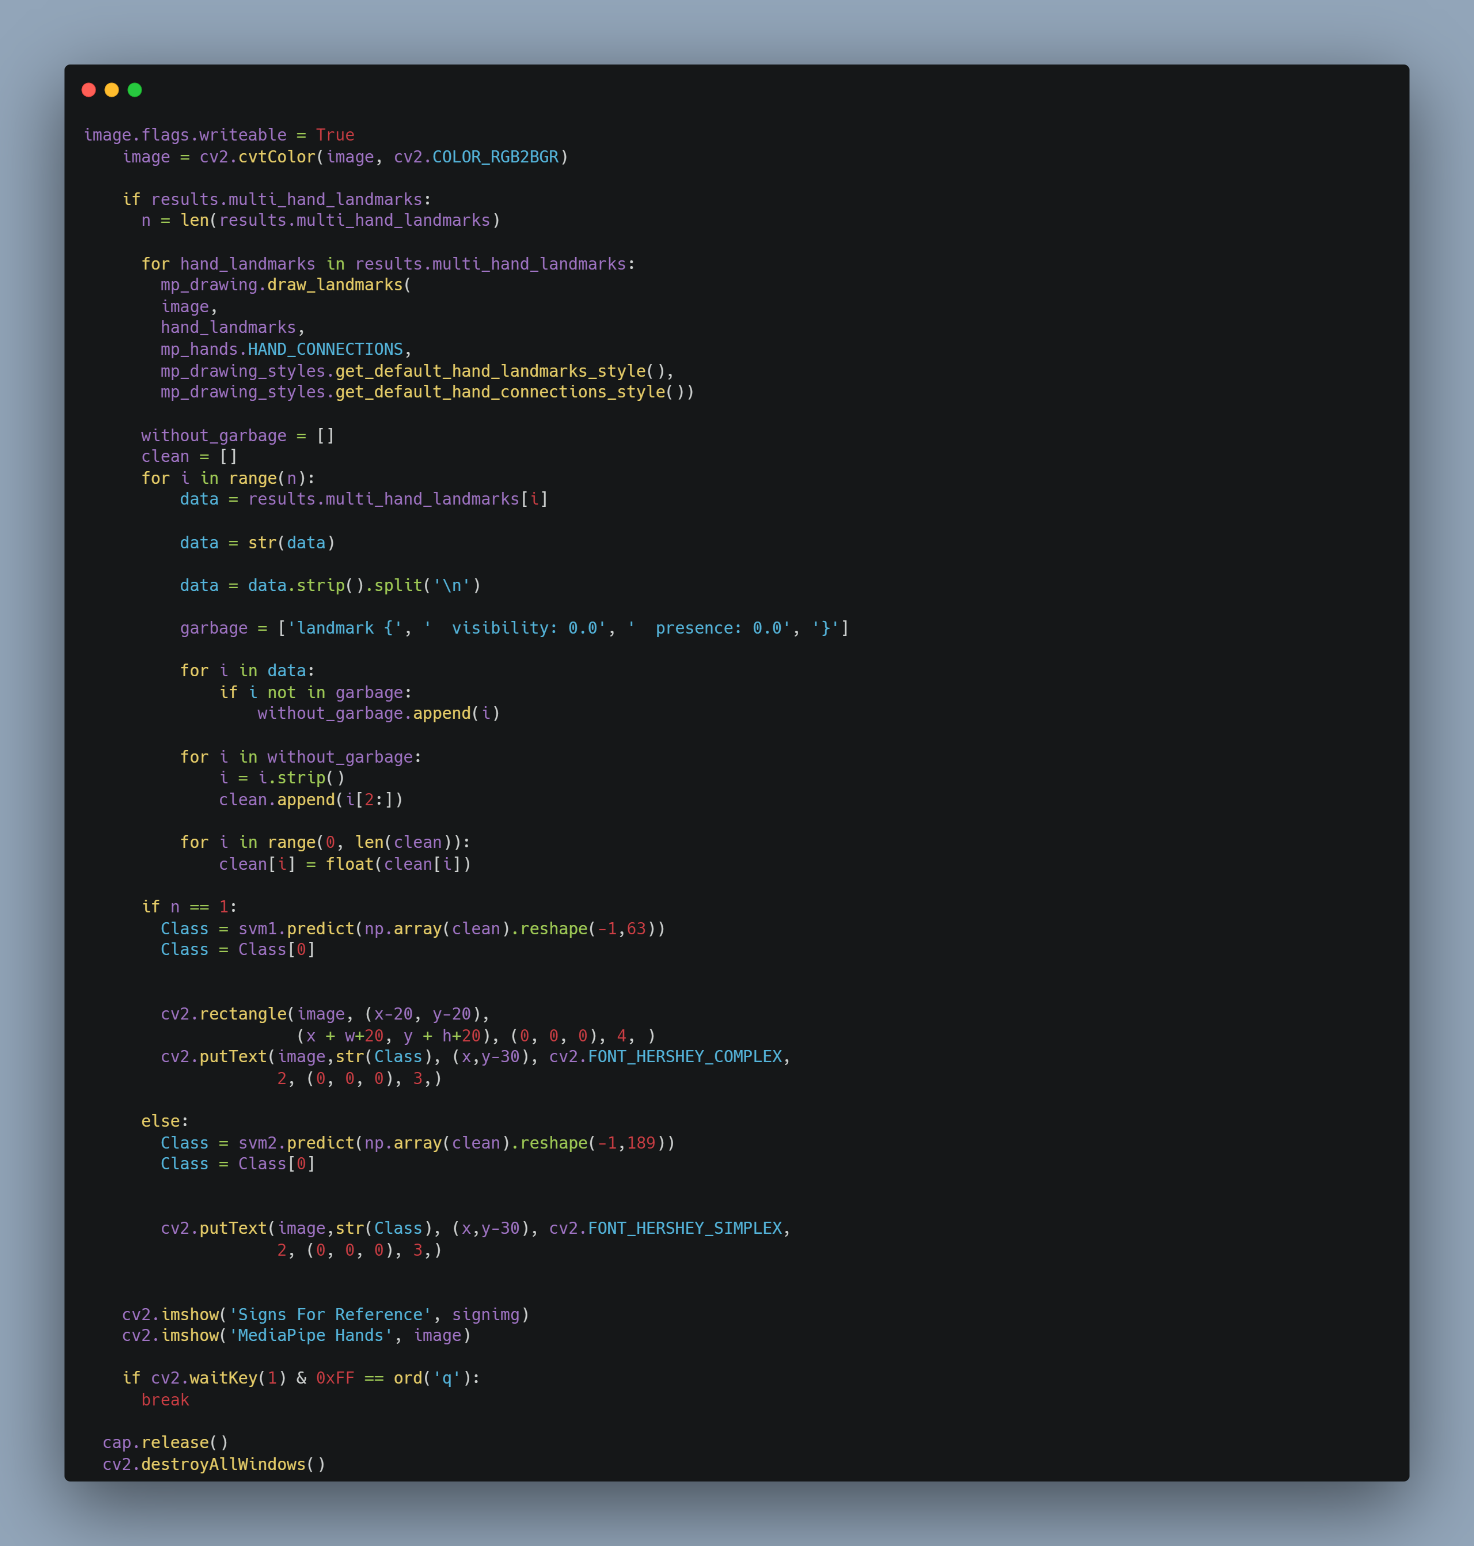 image.flags.writeable = True
    image = cv2.cvtColor(image, cv2.COLOR_RGB2BGR)

    if results.multi_hand_landmarks:
      n = len(results.multi_hand_landmarks)

      for hand_landmarks in results.multi_hand_landmarks:
        mp_drawing.draw_landmarks(
        image,
        hand_landmarks,
        mp_hands.HAND_CONNECTIONS,
        mp_drawing_styles.get_default_hand_landmarks_style(),
        mp_drawing_styles.get_default_hand_connections_style())

      without_garbage = []
      clean = []
      for i in range(n):
          data = results.multi_hand_landmarks[i]

          data = str(data)

          data = data.strip().split('\n')

          garbage = ['landmark {', '  visibility: 0.0', '  presence: 0.0', '}']

          for i in data:
              if i not in garbage:
                  without_garbage.append(i)

          for i in without_garbage:
              i = i.strip()
              clean.append(i[2:])

          for i in range(0, len(clean)):
              clean[i] = float(clean[i])

      if n == 1:
        Class = svm1.predict(np.array(clean).reshape(-1,63))
        Class = Class[0]


        cv2.rectangle(image, (x-20, y-20),
                      (x + w+20, y + h+20), (0, 0, 0), 4, )
        cv2.putText(image,str(Class), (x,y-30), cv2.FONT_HERSHEY_COMPLEX,
                    2, (0, 0, 0), 3,)

      else:
        Class = svm2.predict(np.array(clean).reshape(-1,189))
        Class = Class[0]


        cv2.putText(image,str(Class), (x,y-30), cv2.FONT_HERSHEY_SIMPLEX,
                    2, (0, 0, 0), 3,)


    cv2.imshow('Signs For Reference', signimg)
    cv2.imshow('MediaPipe Hands', image)

    if cv2.waitKey(1) & 0xFF == ord('q'):
      break

  cap.release()
  cv2.destroyAllWindows()